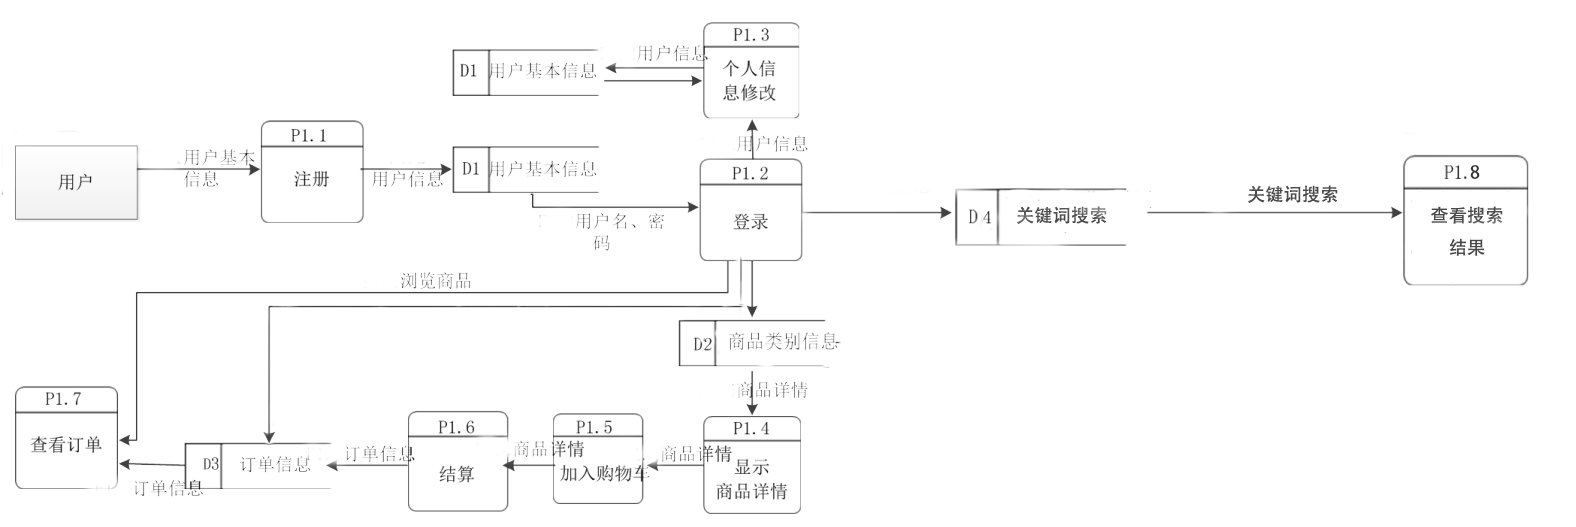 P1.3
用户信息
D1 用户基本信息
个人信
息修改
P1.1
用户信息
用户基本
信息
用户
注册
用户信息
D1 用户基本信息
P1.2
登录
用户名、密
码
D4 关键词搜索
关键词搜索
P1.8
查看搜索
结果
浏览商品
D2 商品类别信息
商品详情
P1.7
查看订单
订单信息
D3 订单信息
订单信息
P1.6
结算
商品详情
P1.5
加入购物车
商品详情
P1.4
显示
商品详情